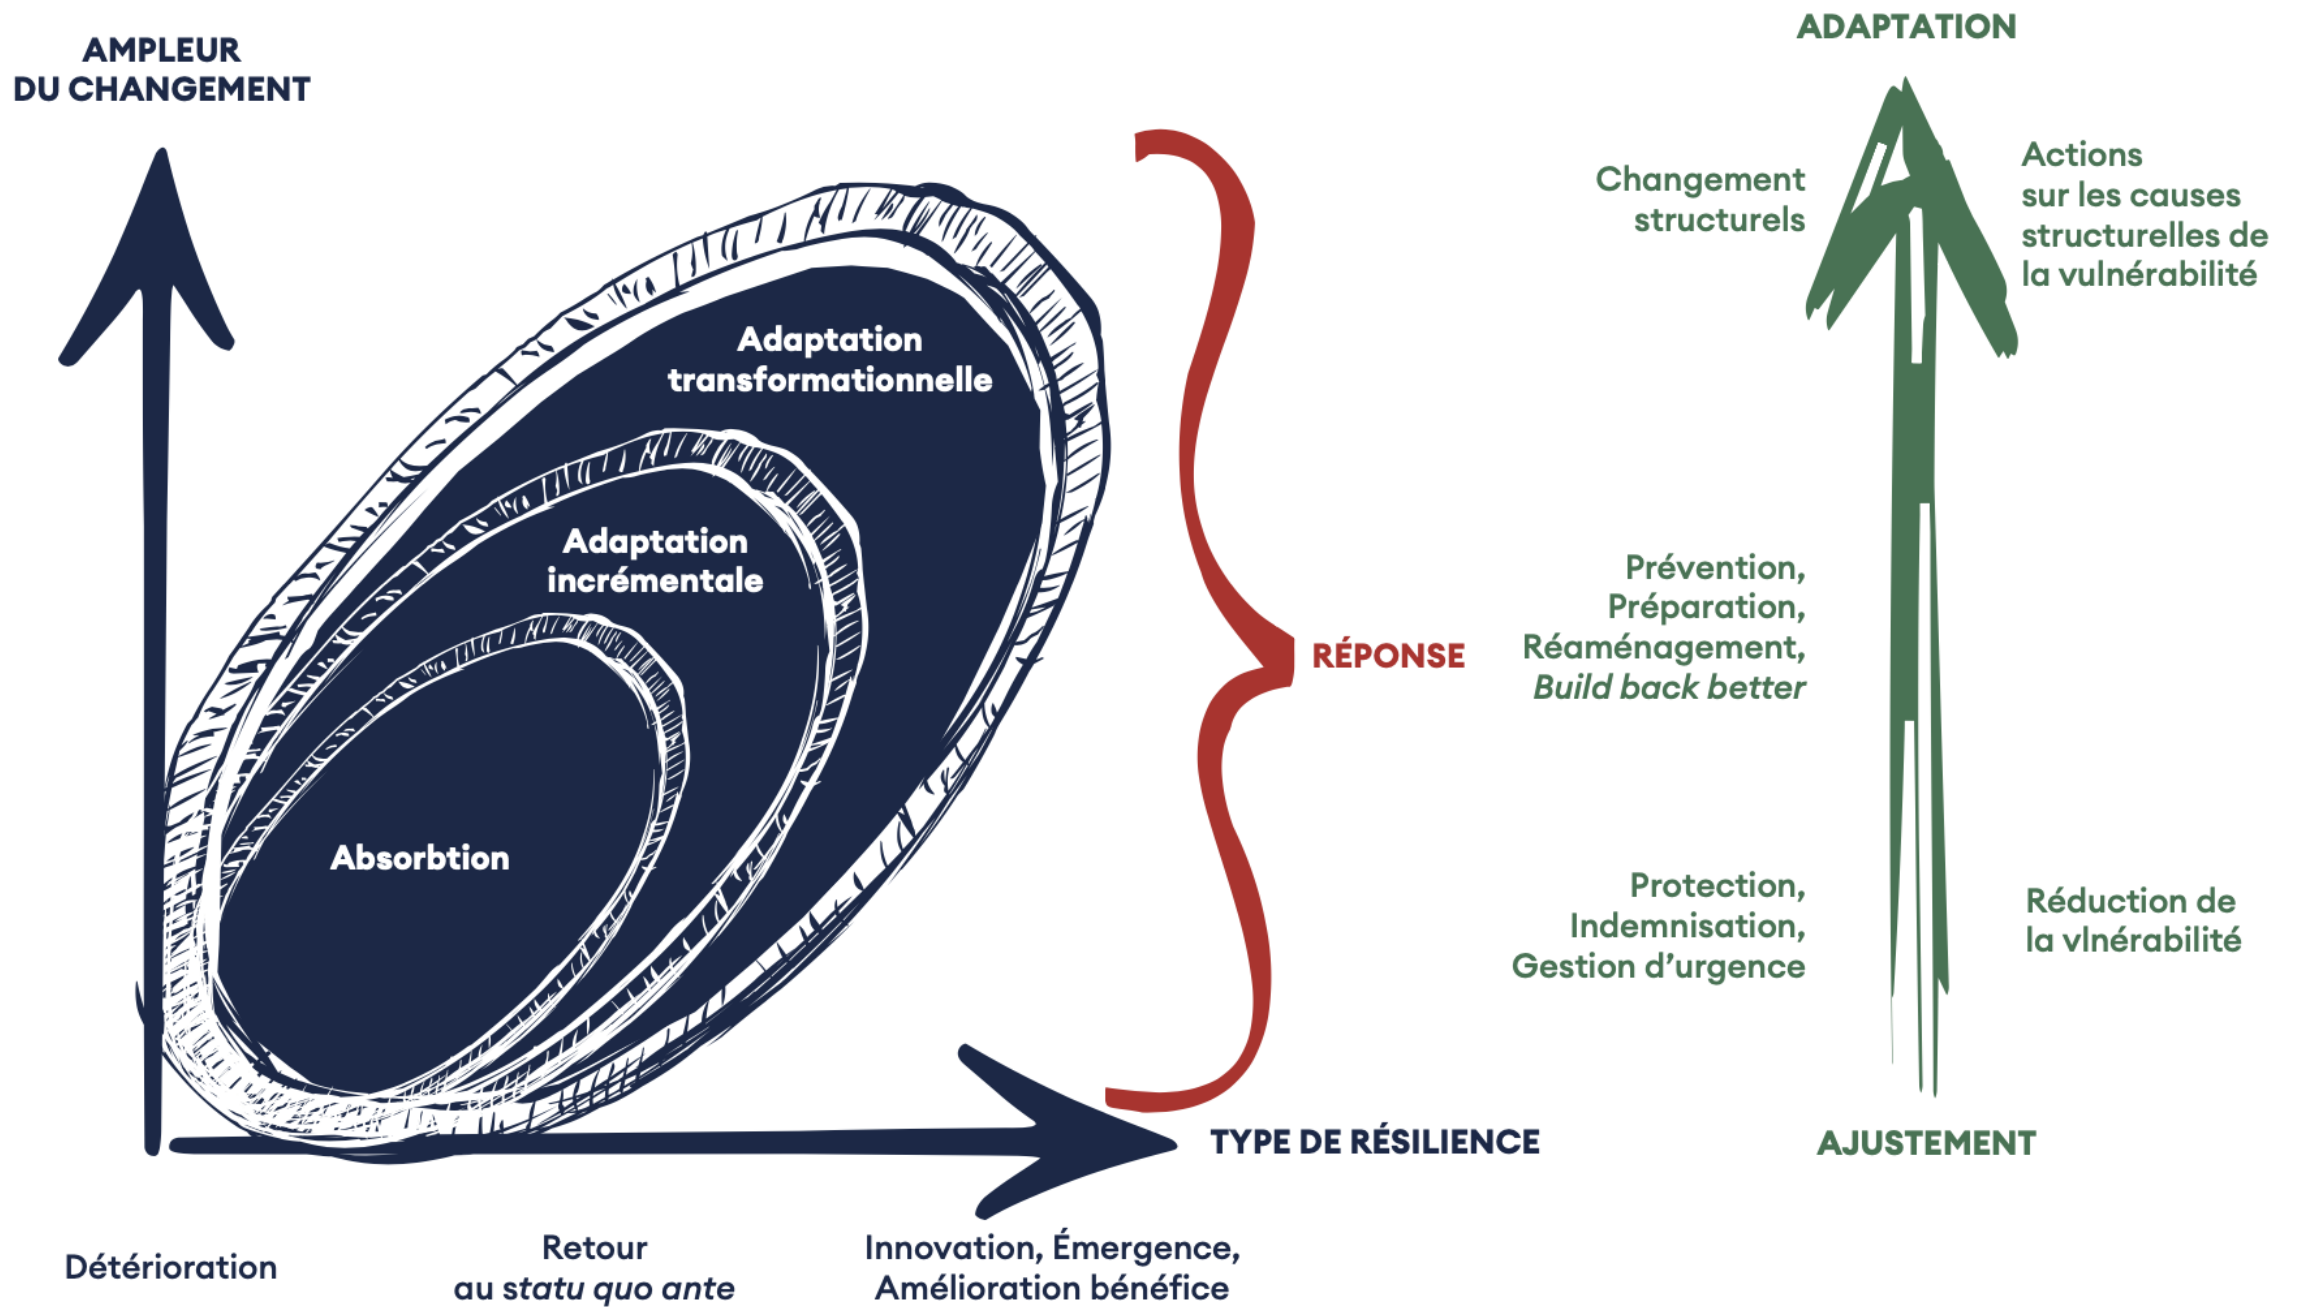 AMPLEUR
DU CHANGEMENT
Adaptation
transformationnelle
Adaptation
incrémentale
Absorbtion
TYPE DE RÉSILIENCE
Détérioration
Retour
au statu quo ante
Innovation, Émergence,
Amélioration bénéfice
RÉPONSE
ADAPTATION
Changement
structurels
Actions
sur les causes
structurelles de
la vulnérabilité
Prévention,
Préparation,
Réaménagement,
Build back better
Protection,
Indemnisation,
Gestion d’urgence
Réduction de
la vlnérabilité
AJUSTEMENT